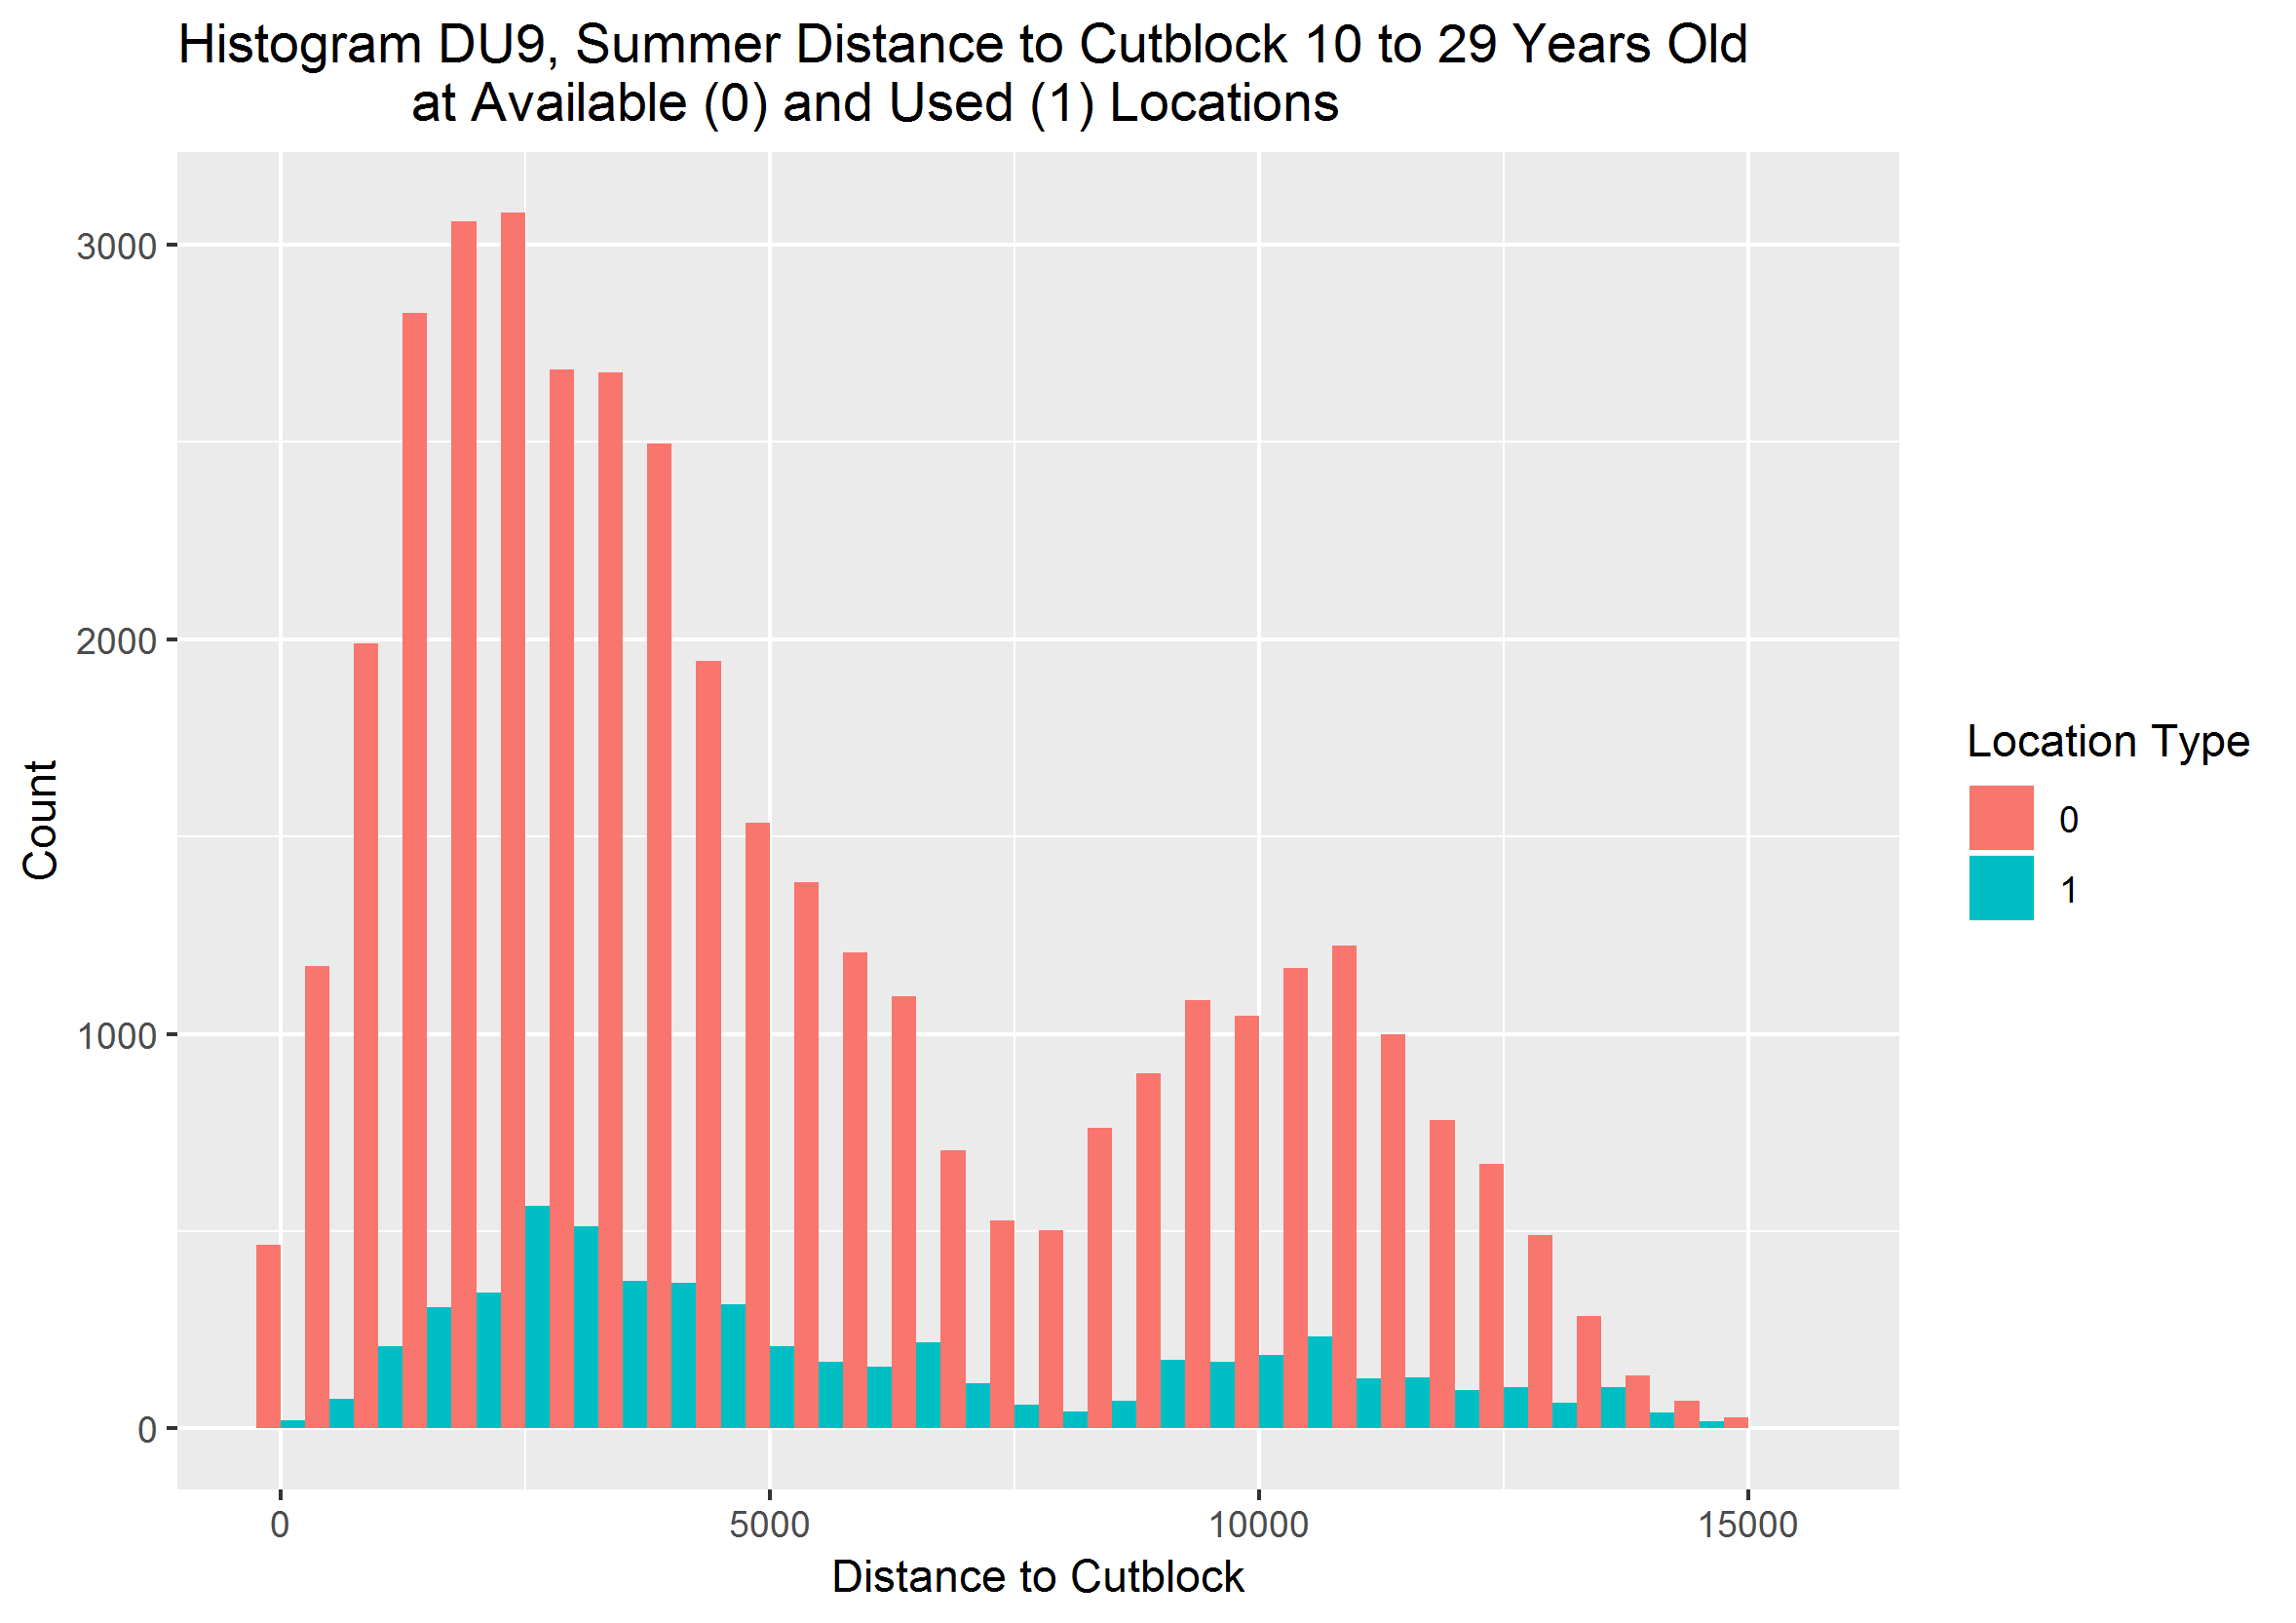 Histogram DU9, Summer Distance to Cutblock 10 to 29 Years Old
at Available (0) and Used (1) Locations
3000
2000
1000
0
Count
0 5000 10000 15000
Distance to Cutblock
Location Type
0
1